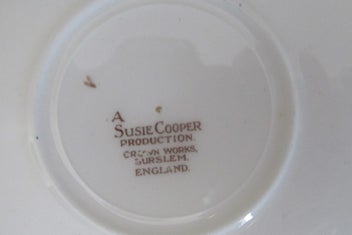 A
SUSIE COOPER
PRODUCTION.
CROWN WORKS,
BURSLEM,
ENGLAND.